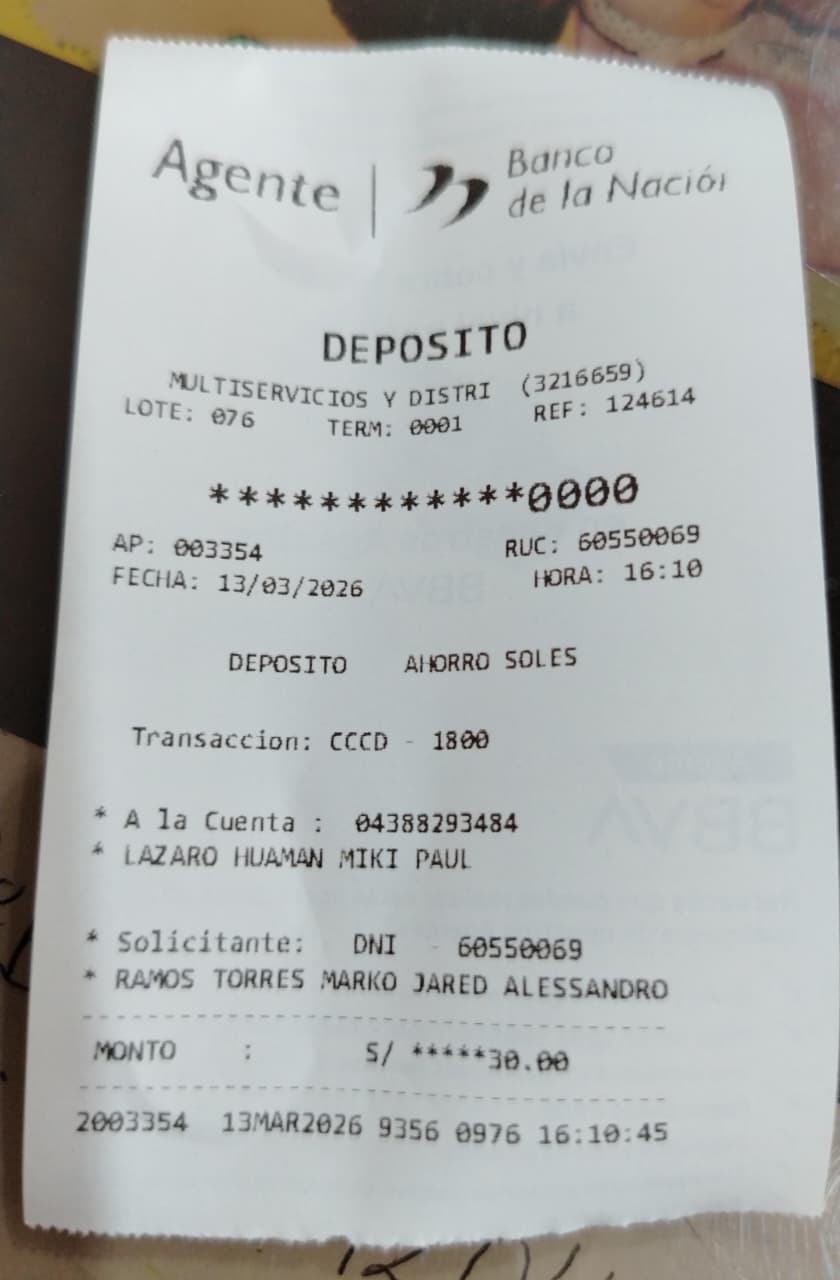 Agente | Banco
de la Nación
DEPOSITO
MULTISERVICIOS Y DISTRI (3216659)
LOTE: 076 TERM: 0001 REF: 124614
************0000
AP: 003354 RUC: 60550069
FECHA: 13/03/2026 HORA: 16:10
DEPOSITO AHORRO SOLES
Transaccion: CCCD - 1800
* A la Cuenta : 04388293484
* LAZARO HUAMAN MIKI PAUL
* Solicitante: DNI - 60550069
* RAMOS TORRES MARKO JARED ALESSANDRO
MONTO : S/ *****30.00
2003354 13MAR2026 9356 0976 16:10:45
BBVA
BBVA